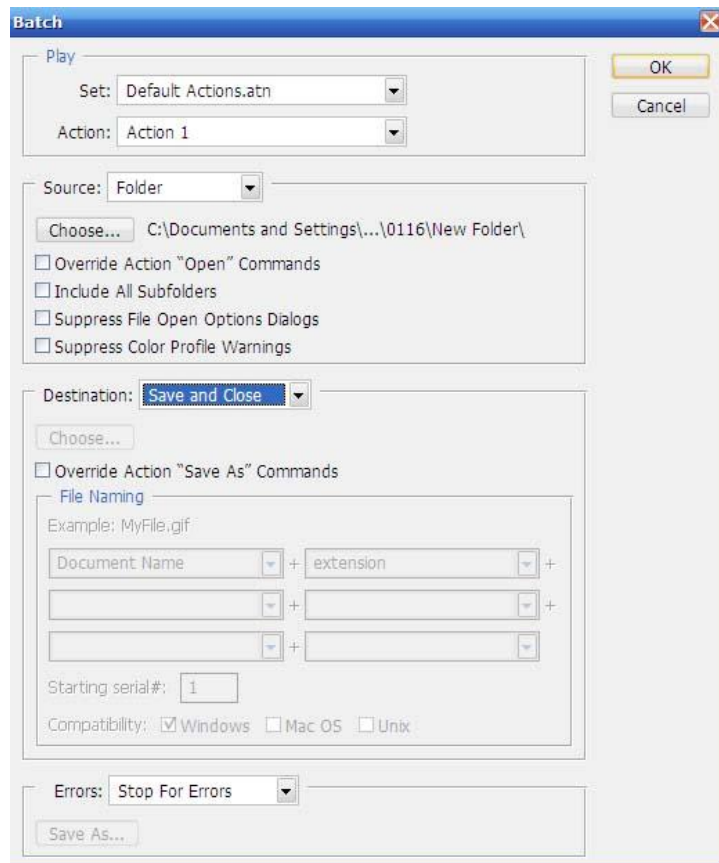 Batch
Play
OK
Set: Default Actions.atn
Cancel
Action: Action 1
Source: Folder
Choose... C:\Documents and Settings\...\0116\New Folder\
Override Action "Open" Commands
Include All Subfolders
Suppress File Open Options Dialogs
Suppress Color Profile Warnings
Destination: Save and Close
Choose...
Override Action "Save As" Commands
File Naming
Example: MyFile.gif
Document Name + extension +
+ +
+
Starting serial#: 1
Compatibility: Windows Mac OS Unix
Errors: Stop For Errors
Save As...